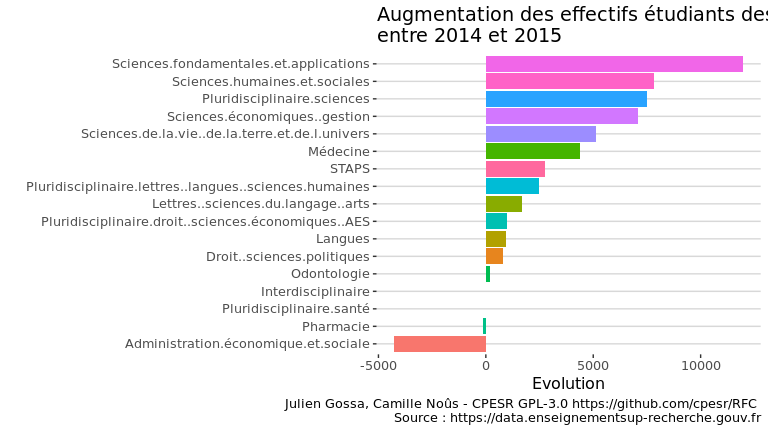 Augmentation des effectifs étudiants des
entre 2014 et 2015
Sciences.fondamentales.et.applications
Sciences.humaines.et.sociales
Pluridisciplinaire.sciences
Sciences.économiques..gestion
Sciences.de.la.vie..de.la.terre.et.de.l.univers
Médecine
STAPS
Pluridisciplinaire.lettres..langues..sciences.humaines
Lettres..sciences.du.langage..arts
Pluridisciplinaire.droit..sciences.économiques..AES
Langues
Droit..sciences.politiques
Odontologie
Interdisciplinaire
Pluridisciplinaire.santé
Pharmacie
Administration.économique.et.sociale
-5000 0 5000 10000
Evolution
Julien Gossa, Camille Noûs - CPESR GPL-3.0 https://github.com/cpesr/RFC
Source : https://data.enseignementsup-recherche.gouv.fr